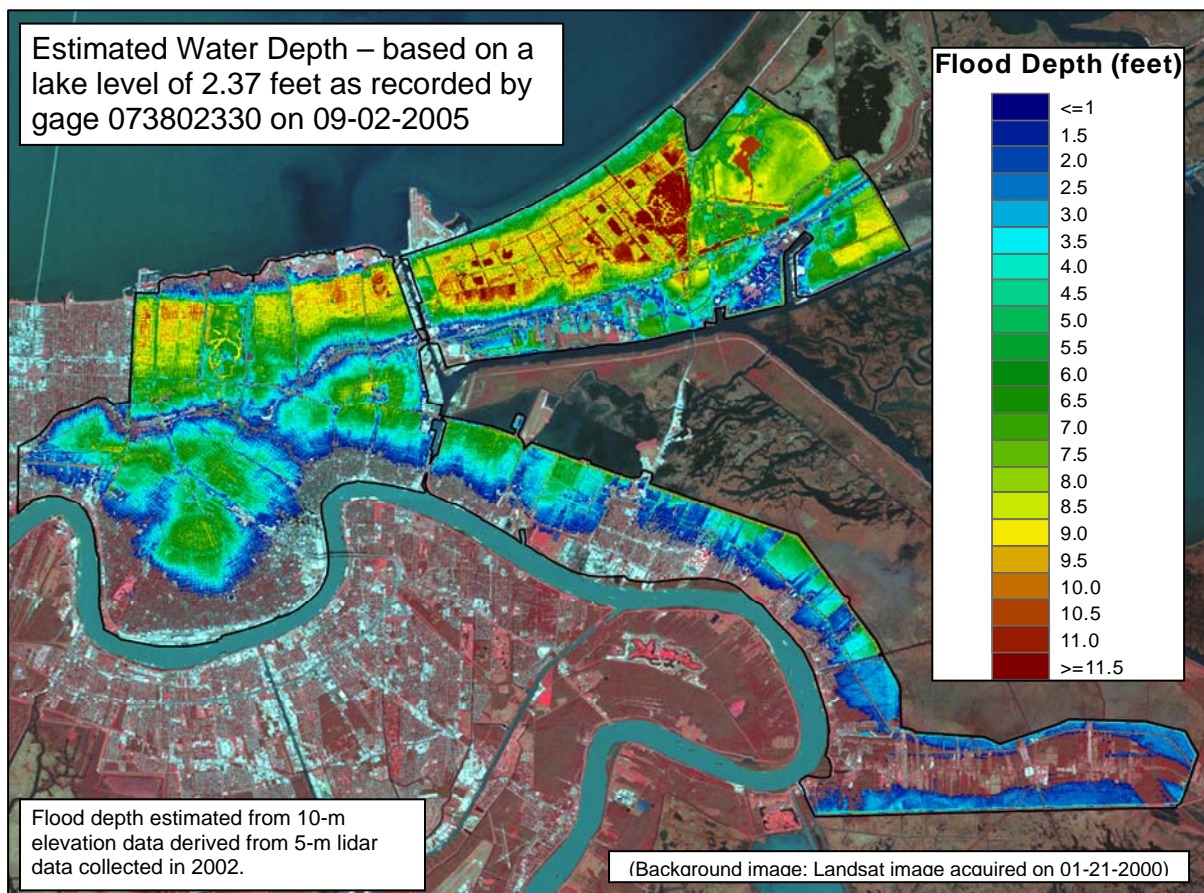 Estimated Water Depth – based on a
lake level of 2.37 feet as recorded by
gage 073802330 on 09-02-2005
Flood Depth (feet)
<=1
1.5
2.0
2.5
3.0
3.5
4.0
4.5
5.0
5.5
6.0
6.5
7.0
7.5
8.0
8.5
9.0
9.5
10.0
10.5
11.0
>=11.5
Flood depth estimated from 10-m
elevation data derived from 5-m lidar
data collected in 2002.
(Background image: Landsat image acquired on 01-21-2000)